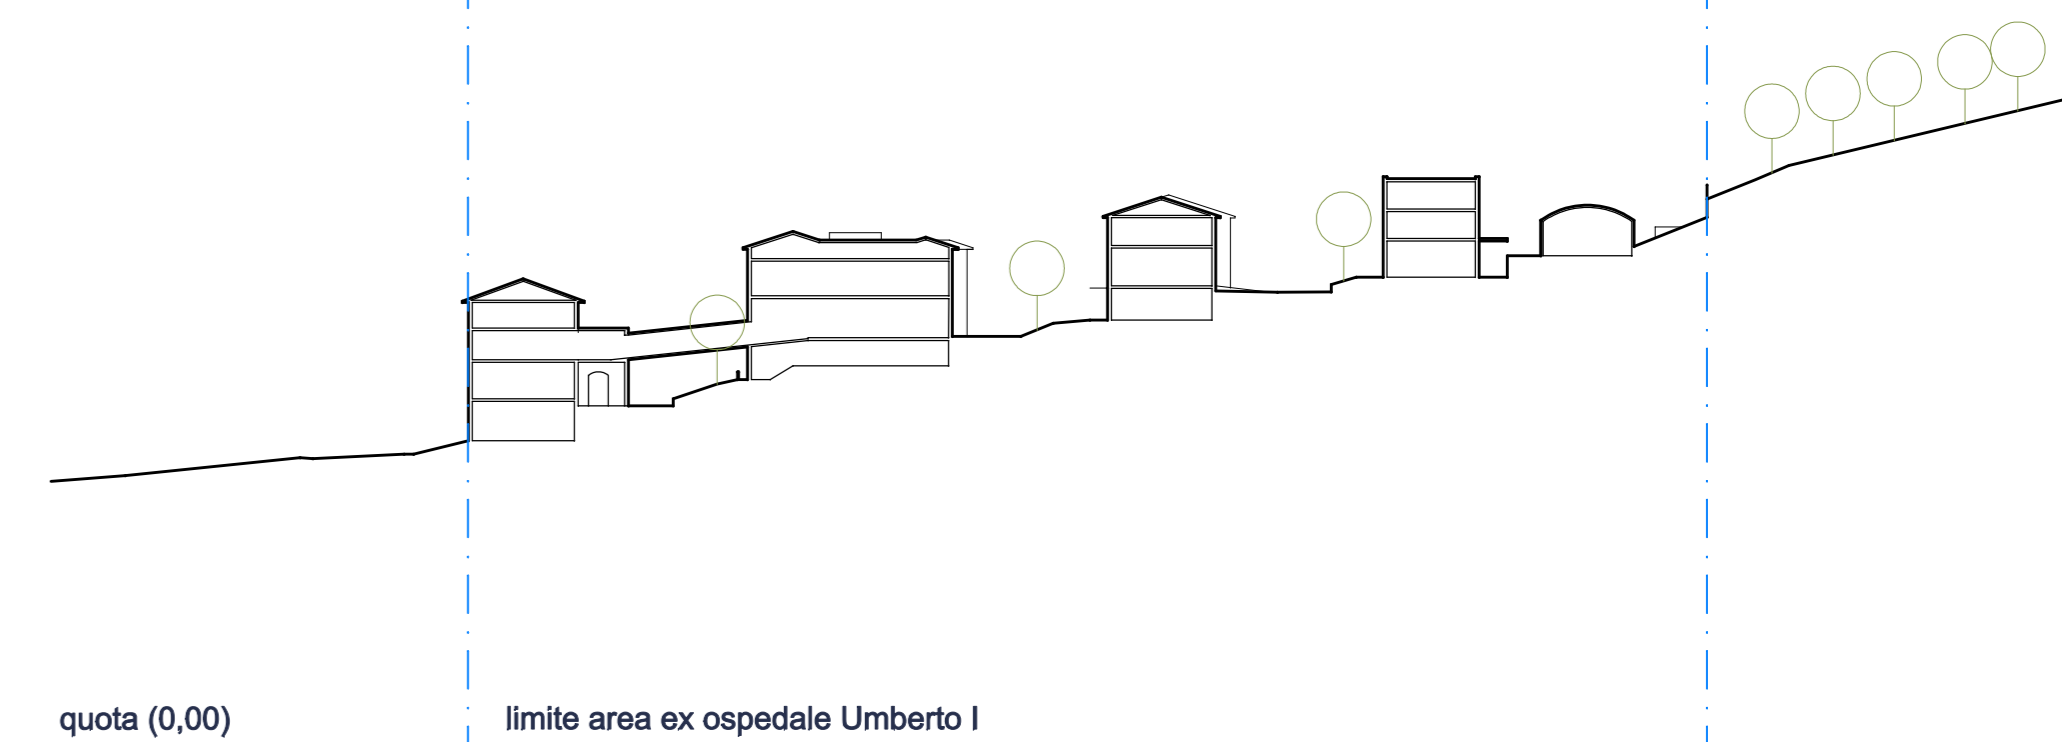 quota (0,00)
limite area ex ospedale Umberto I